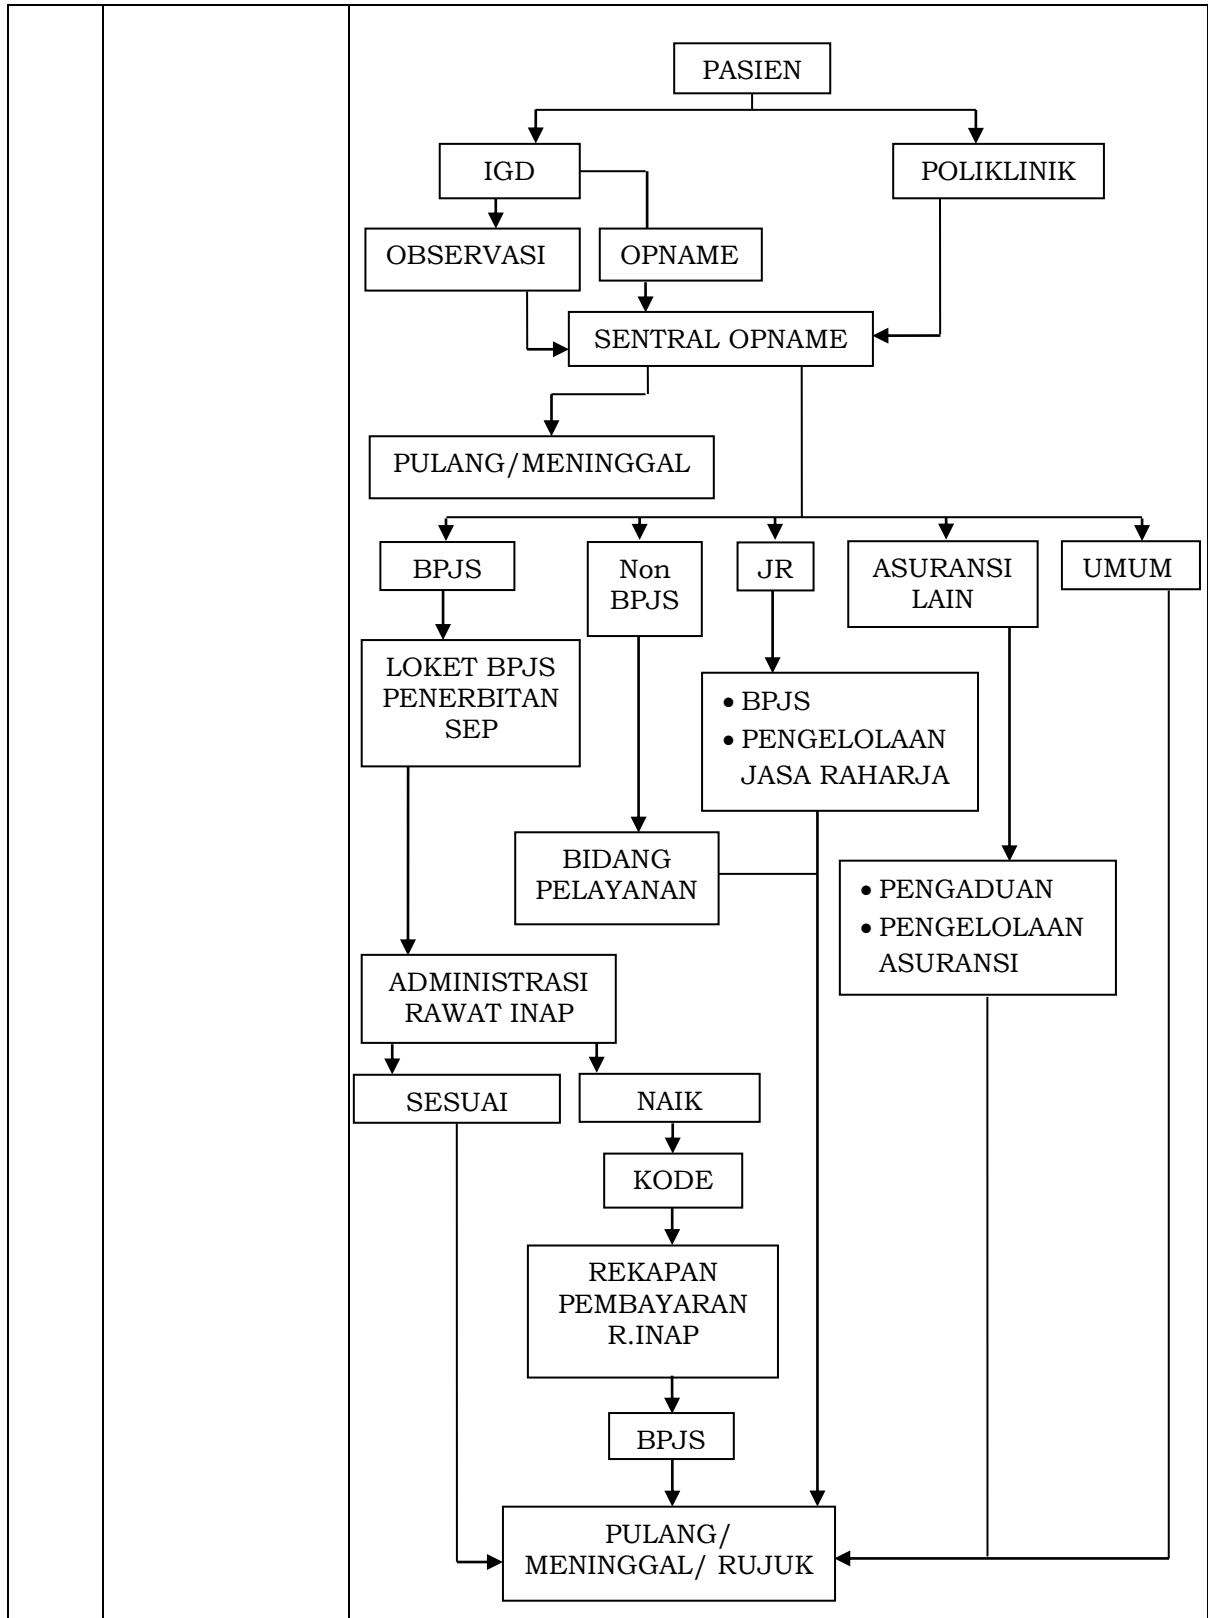 PASIEN
IGD
POLIKLINIK
OBSERVASI
OPNAME
SENTRAL OPNAME
PULANG/MENINGGAL
BPJS
Non
BPJS
JR
ASURANSI
LAIN
UMUM
LOKET BPJS
PENERBITAN
SEP
• BPJS
• PENGELOLAAN
JASA RAHARJA
BIDANG
PELAYANAN
• PENGADUAN
• PENGELOLAAN
ASURANSI
ADMINISTRASI
RAWAT INAP
SESUAI
NAIK
KODE
REKAPAN
PEMBAYARAN
R.INAP
BPJS
PULANG/
MENINGGAL/ RUJUK